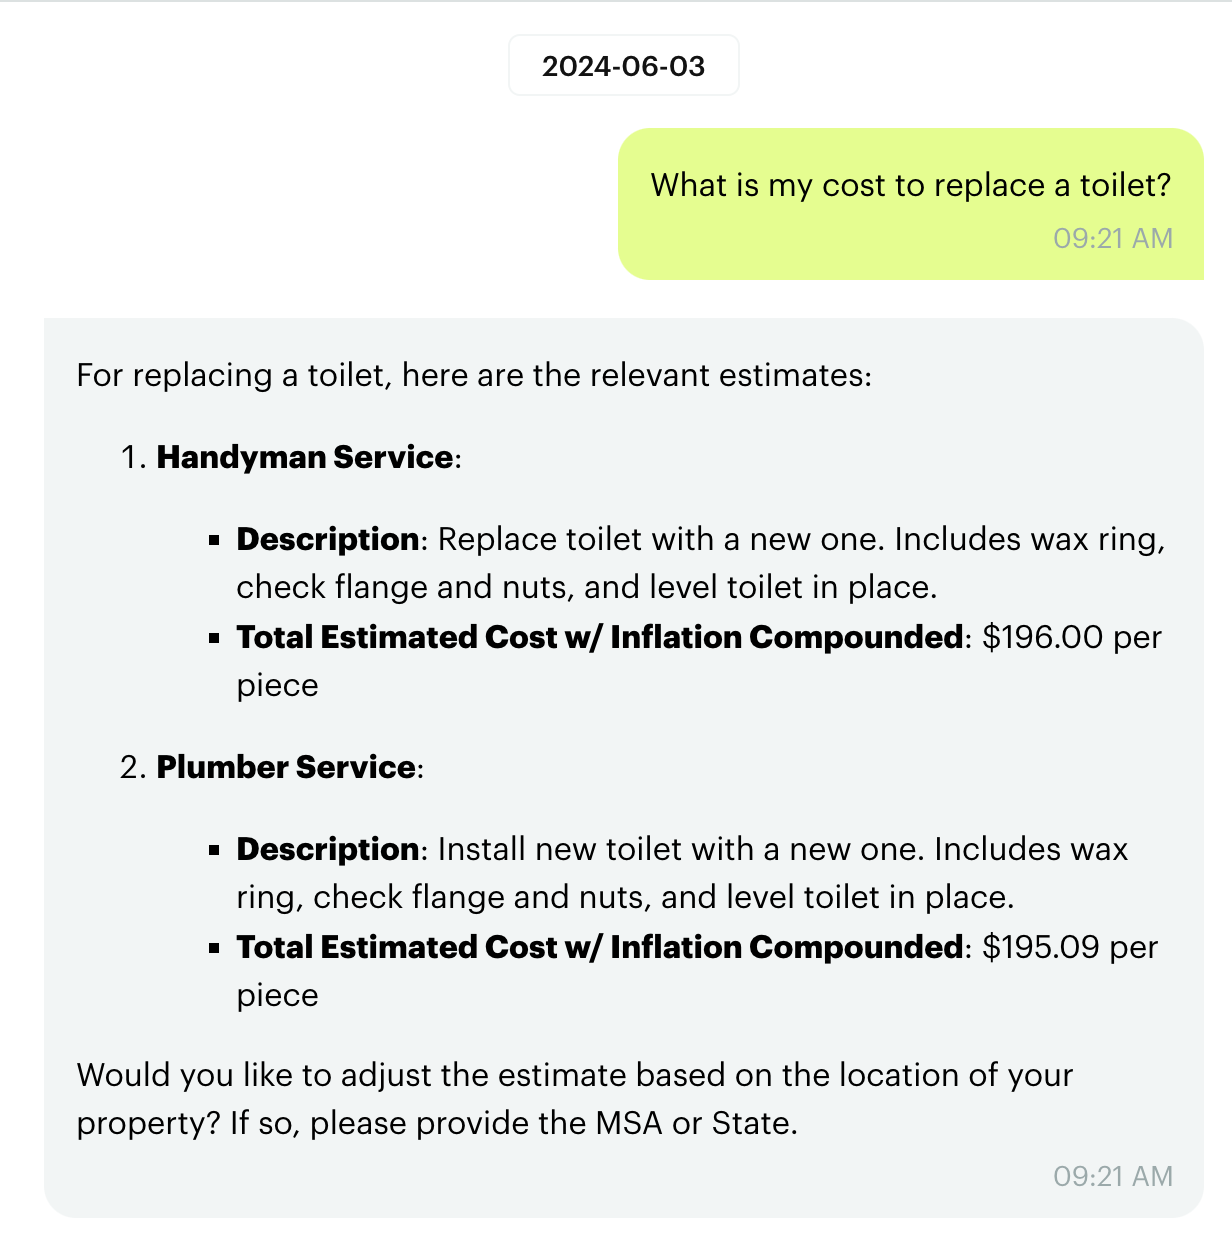 2024-06-03
What is my cost to replace a toilet?
09:21 AM
For replacing a toilet, here are the relevant estimates:
1. Handyman Service:
▪ Description: Replace toilet with a new one. Includes wax ring,
check flange and nuts, and level toilet in place.
▪ Total Estimated Cost w/ Inflation Compounded: $196.00 per
piece
2. Plumber Service:
▪ Description: Install new toilet with a new one. Includes wax
ring, check flange and nuts, and level toilet in place.
▪ Total Estimated Cost w/ Inflation Compounded: $195.09 per
piece
Would you like to adjust the estimate based on the location of your
property? If so, please provide the MSA or State.
09:21 AM